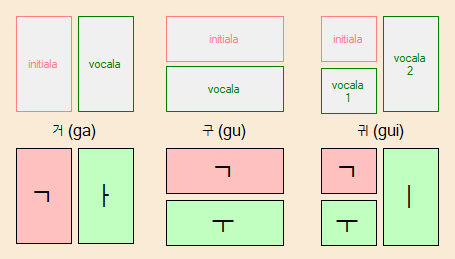 initiala vocala
initiala
vocala
initiala
vocala
1
vocala
2
거 (ga)
구 (gu)
귀 (gui)
ㄱ ㅏ
ㄱ
ㅜ
ㄱ
ㅜ
ㅣ